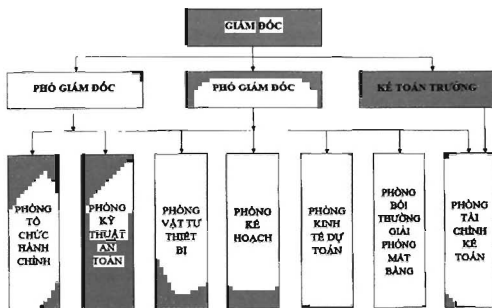 GIÁM ĐỐC
PHÓ GIÁM ĐỐC
PHÓ GIÁM ĐỐC
KẾ TOÁN TRƯỞNG
PHÒNG
TỔ
CHỨC
HÀNH
CHÍNH
PHÒNG
KỸ
THUẬT
AN
TOÀN
PHÒNG
VẬT TƯ
THIẾT
BỊ
PHÒNG
KẾ
HOẠCH
PHÒNG
KINH
TẾ DỰ
TOÁN
PHÒNG
BỒI
THƯỜNG
GIẢI
PHÓNG
MẶT
BẰNG
PHÒNG
TÀI
CHÍNH
KẾ
TOÁN